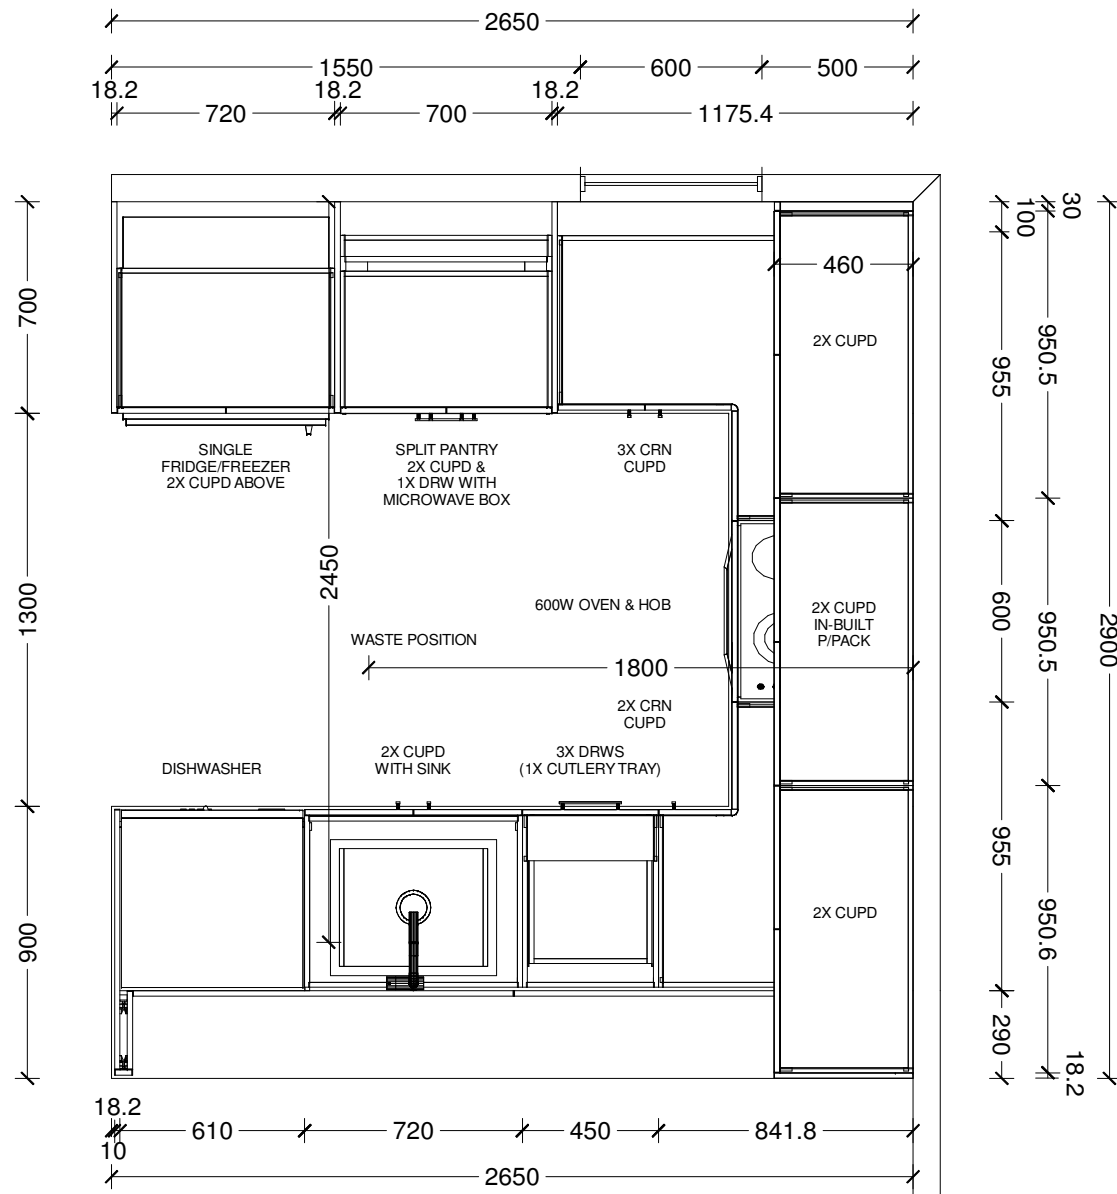 2650
1550
600
500
18.2
18.2
18.2
720
700
1175.4
30
100
700
460
2X CUPD
950.5
955
SINGLE
FRIDGE/FREEZER
2X CUPD ABOVE
SPLIT PANTRY
2X CUPD &
1X DRW WITH
MICROWAVE BOX
3X CRN
CUPD
2450
1300
600W OVEN & HOB
2X CUPD
IN-BUILT
P/PACK
600
950.5
2900
WASTE POSITION
1800
2X CRN
CUPD
DISHWASHER
2X CUPD
WITH SINK
3X DRWS
(1X CUTLERY TRAY)
955
900
2X CUPD
950.6
290
18.2
18.2
10
610
720
450
841.8
2650